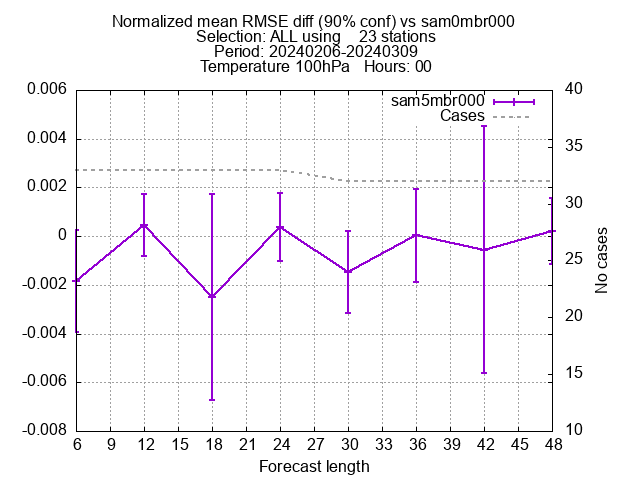 Normalized mean RMSE diff (90% conf) vs sam0mbr000
Selection: ALL using    23 stations
Period: 20240206-20240309
Temperature 100hPa   Hours: 00
sam5mbr000
Cases
0.006
0.004
0.002
0
-0.002
-0.004
-0.006
-0.008
40
35
30
25
20
15
10
No cases
6 9 12 15 18 21 24 27 30 33 36 39 42 45 48
Forecast length